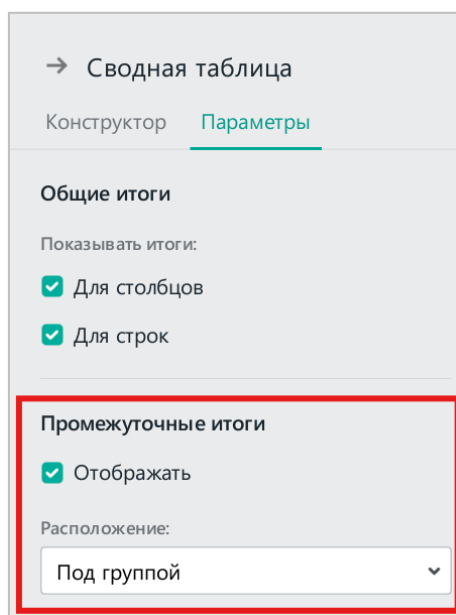 Сводная таблица
Конструктор Параметры
Общие итоги
Показывать итоги:
Для столбцов
Для строк
Промежуточные итоги
Отображать
Расположение:
Под группой